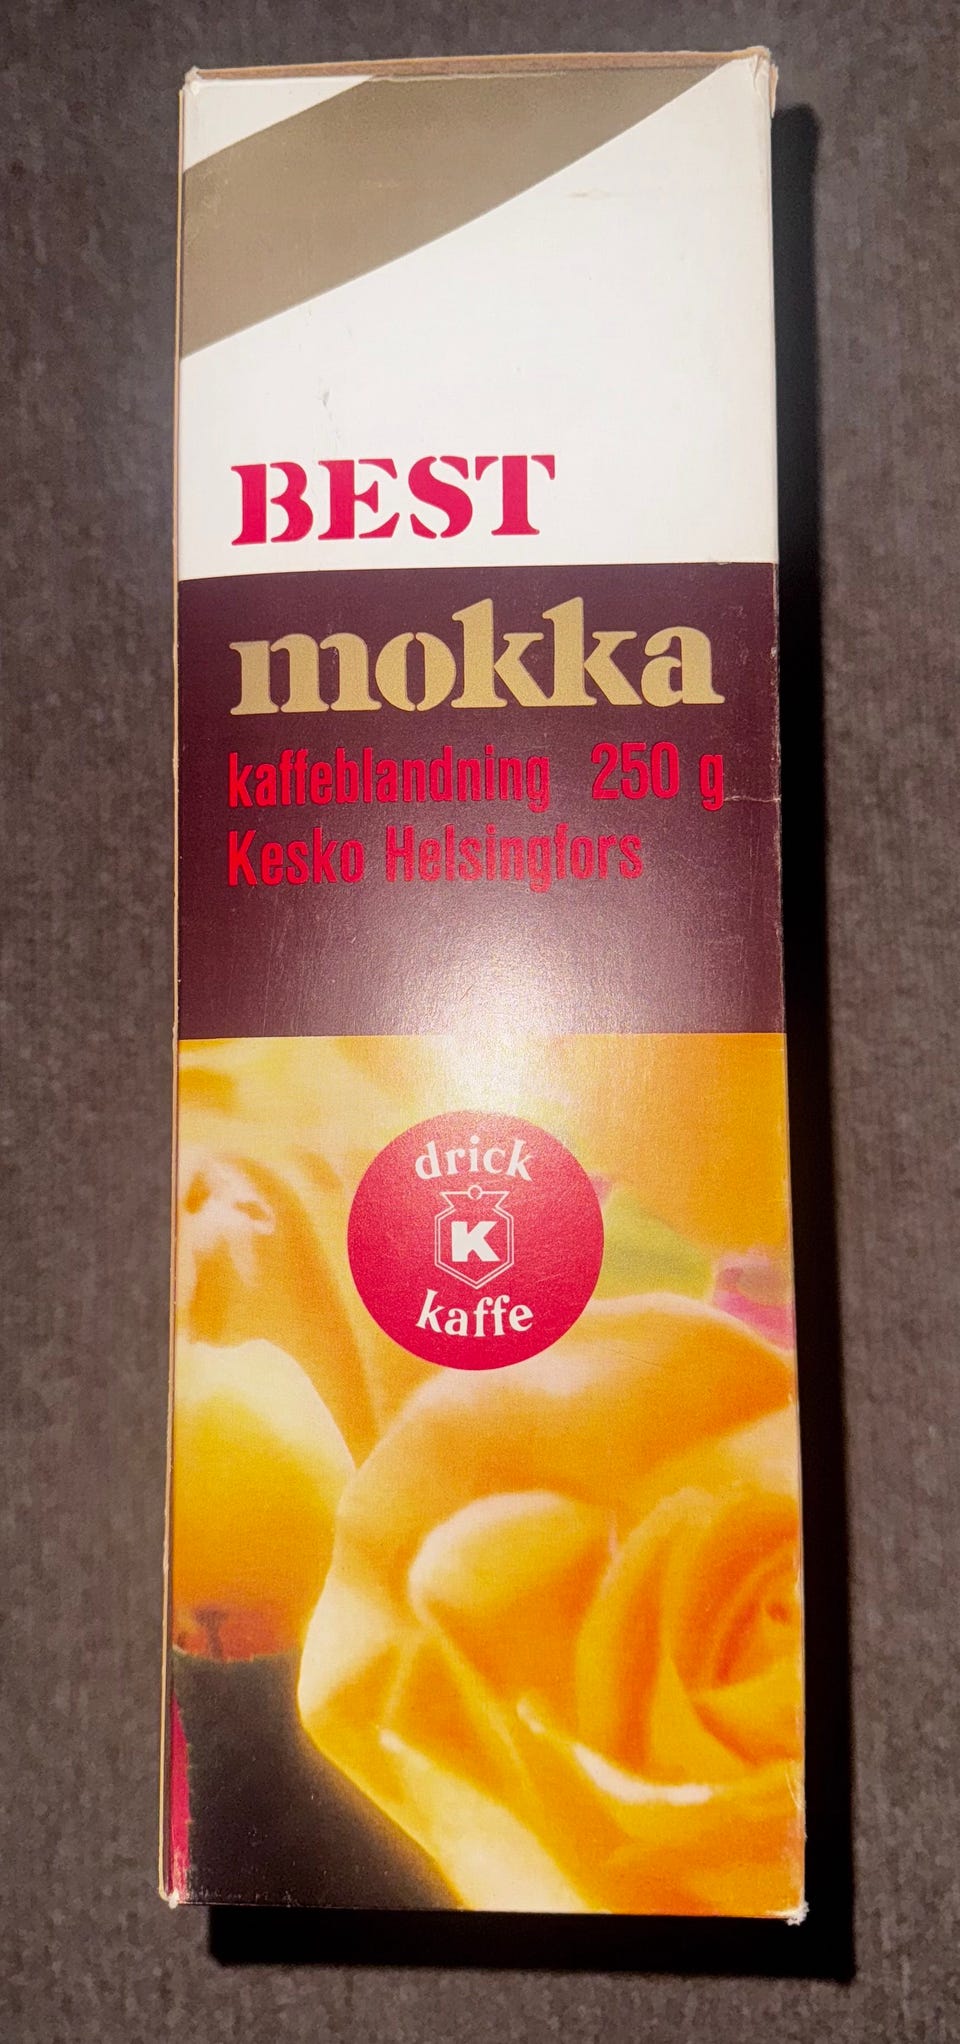 BEST
mokka
kaffeblandning 250 g
Kesko Helsingfors
drick
K
kaffe